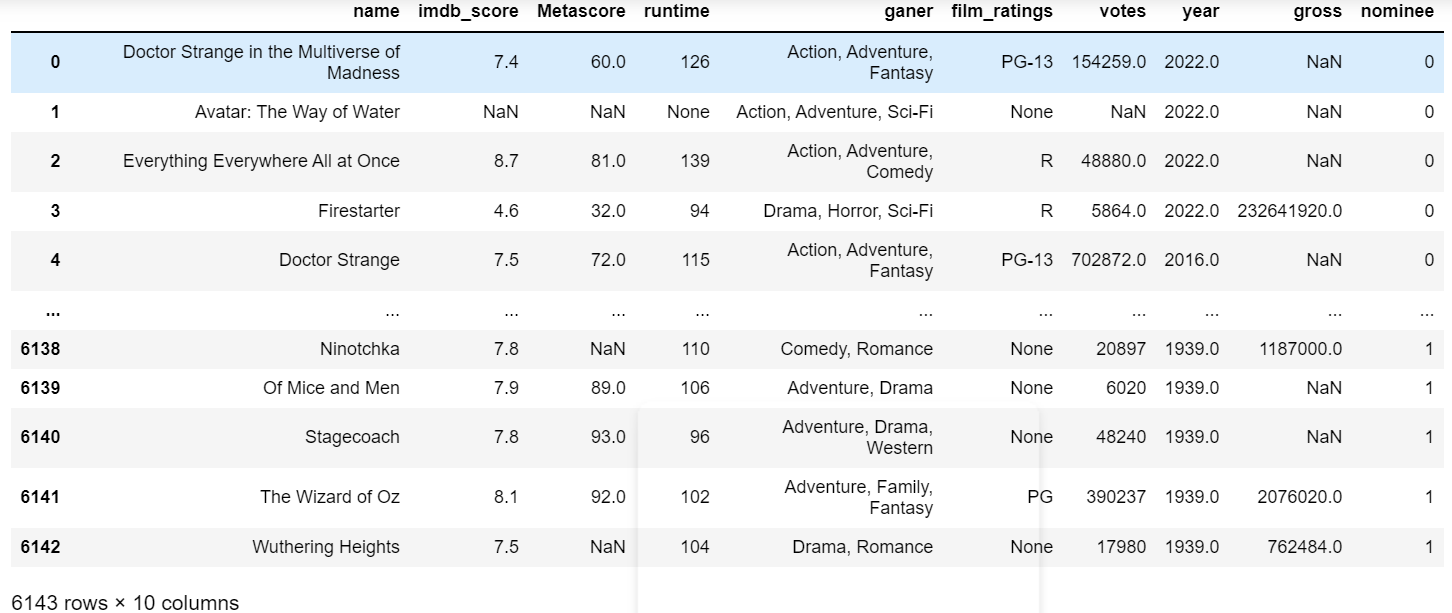 name imdb_score Metascore runtime ganer film_ratings votes year gross nominee
0 Doctor Strange in the Multiverse of Madness 7.4 60.0 126 Action, Adventure, Fantasy PG-13 154259.0 2022.0 NaN 0
1 Avatar: The Way of Water NaN NaN None Action, Adventure, Sci-Fi None NaN 2022.0 NaN 0
2 Everything Everywhere All at Once 8.7 81.0 139 Action, Adventure, Comedy R 48880.0 2022.0 NaN 0
3 Firestarter 4.6 32.0 94 Drama, Horror, Sci-Fi R 5864.0 2022.0 232641920.0 0
4 Doctor Strange 7.5 72.0 115 Action, Adventure, Fantasy PG-13 702872.0 2016.0 NaN 0
... ... ... ... ... ... ... ... ... ... ...
6138 Ninotchka 7.8 NaN 110 Comedy, Romance None 20897 1939.0 1187000.0 1
6139 Of Mice and Men 7.9 89.0 106 Adventure, Drama None 6020 1939.0 NaN 1
6140 Stagecoach 7.8 93.0 96 Adventure, Drama, Western None 48240 1939.0 NaN 1
6141 The Wizard of Oz 8.1 92.0 102 Adventure, Family, Fantasy PG 390237 1939.0 2076020.0 1
6142 Wuthering Heights 7.5 NaN 104 Drama, Romance None 17980 1939.0 762484.0 1
6143 rows × 10 columns